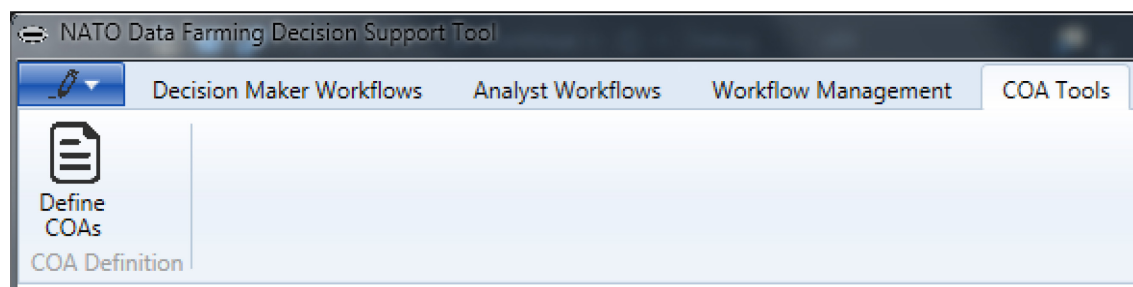 NATO Data Farming Decision Support Tool
Decision Maker Workflows Analyst Workflows Workflow Management COA Tools
Define
COAs
COA Definition